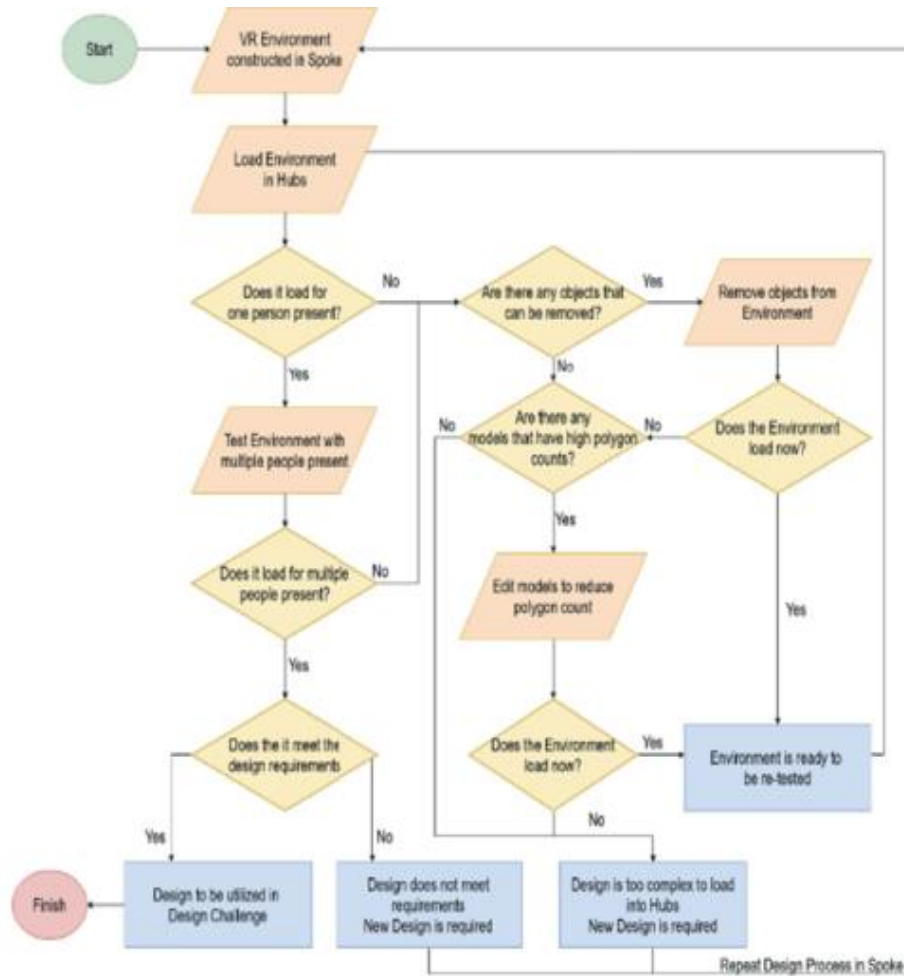 Start
VR Environment
constructed in Spoke
Load Environment
in Hubs
Does it load for
one person present?
No
Are there any objects that
can be removed?
Yes
Remove objects from
Environment
Yes
No
Test Environment with
multiple people present
No
Are there any
models that have high polygon
counts?
No
Does the Environment
load now?
Yes
Does it load for multiple
people present?
No
Edit models to reduce
polygon count
Yes
Yes
Does the it meet the
design requirements
Does the Environment
load now?
Yes
Environment is ready to
be re-tested
Yes
No
No
Finish
Design to be utilized in
Design Challenge
Design does not meet
requirements
New Design is required
Design is too complex to load
into Hubs
New Design is required
Repeat Design Process in Spoke